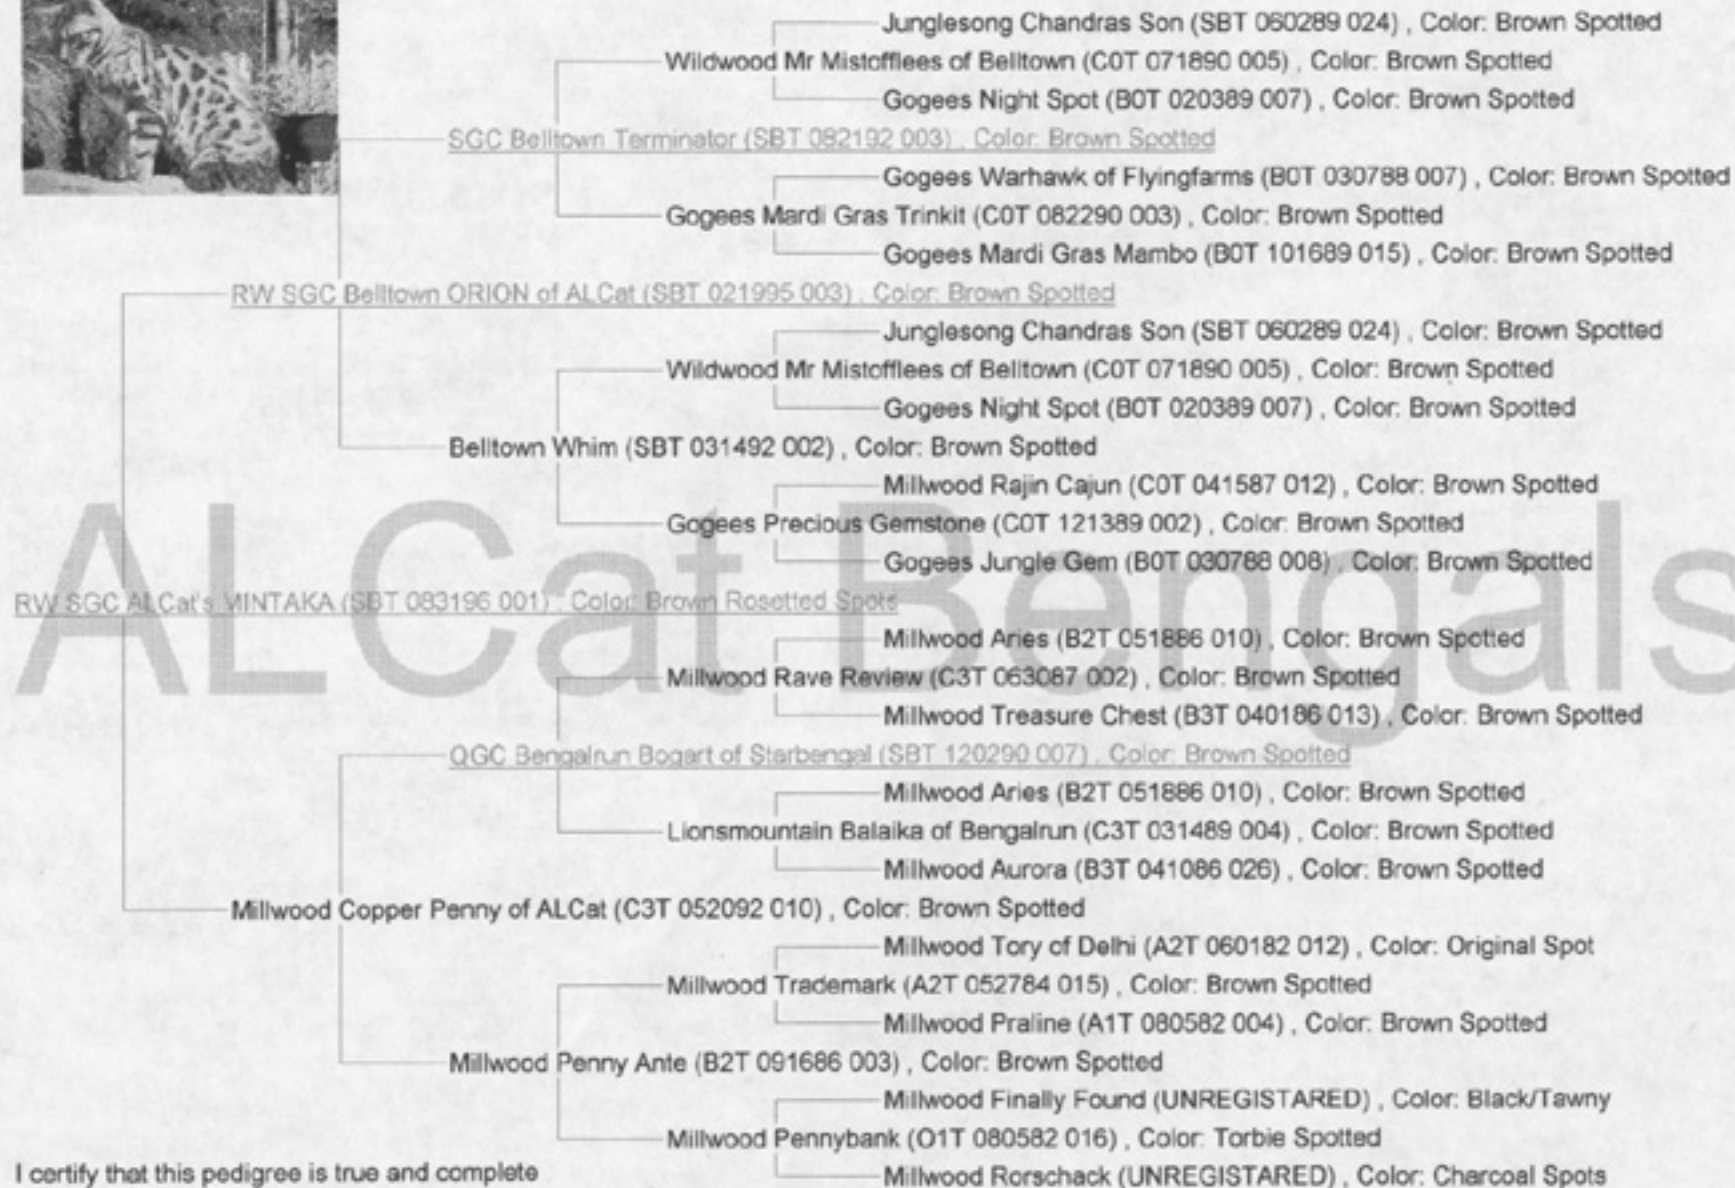 Junglesong Chandras Son (SBT 060289 024) , Color: Brown Spotted
Wildwood Mr Mistofflees of Belltown (C0T 071890 005) , Color: Brown Spotted
Gogees Night Spot (B0T 020389 007) , Color: Brown Spotted
SGC Belltown Terminator (SBT 082192 003) , Color: Brown Spotted
Gogees Warhawk of Flyingfarms (B0T 030788 007) , Color: Brown Spotted
Gogees Mardi Gras Trinkit (C0T 082290 003) , Color: Brown Spotted
Gogees Mardi Gras Mambo (B0T 101689 015) , Color: Brown Spotted
RW SGC Belltown ORION of ALCat (SBT 021995 003) , Color: Brown Spotted
Junglesong Chandras Son (SBT 060289 024) , Color: Brown Spotted
Wildwood Mr Mistofflees of Belltown (C0T 071890 005) , Color: Brown Spotted
Gogees Night Spot (B0T 020389 007) , Color: Brown Spotted
Belltown Whim (SBT 031492 002) , Color: Brown Spotted
Millwood Rajin Cajun (C0T 041587 012) , Color: Brown Spotted
Gogees Precious Gemstone (C0T 121389 002) , Color: Brown Spotted
Gogees Jungle Gem (B0T 030788 008) , Color: Brown Spotted
ALCat Bengals
RW SGC ALCat's MINTAKA (SBT 083196 001) , Color: Brown Rosetted Spots
Millwood Aries (B2T 051886 010) , Color: Brown Spotted
Millwood Rave Review (C3T 063087 002) , Color: Brown Spotted
Millwood Treasure Chest (B3T 040186 013) , Color: Brown Spotted
QGC Bengalrun Bogart of Starbengal (SBT 120290 007) , Color: Brown Spotted
Millwood Aries (B2T 051886 010) , Color: Brown Spotted
Lionsmountain Balaika of Bengalrun (C3T 031489 004) , Color: Brown Spotted
Millwood Aurora (B3T 041086 026) , Color: Brown Spotted
Millwood Copper Penny of ALCat (C3T 052092 010) , Color: Brown Spotted
Millwood Tory of Delhi (A2T 060182 012) , Color: Original Spot
Millwood Trademark (A2T 052784 015) , Color: Brown Spotted
Millwood Praline (A1T 080582 004) , Color: Brown Spotted
Millwood Penny Ante (B2T 091686 003) , Color: Brown Spotted
Millwood Finally Found (UNREGISTARED) , Color: Black/Tawny
Millwood Pennybank (O1T 080582 016) , Color: Torbie Spotted
Millwood Rorschack (UNREGISTARED) , Color: Charcoal Spots
I certify that this pedigree is true and complete